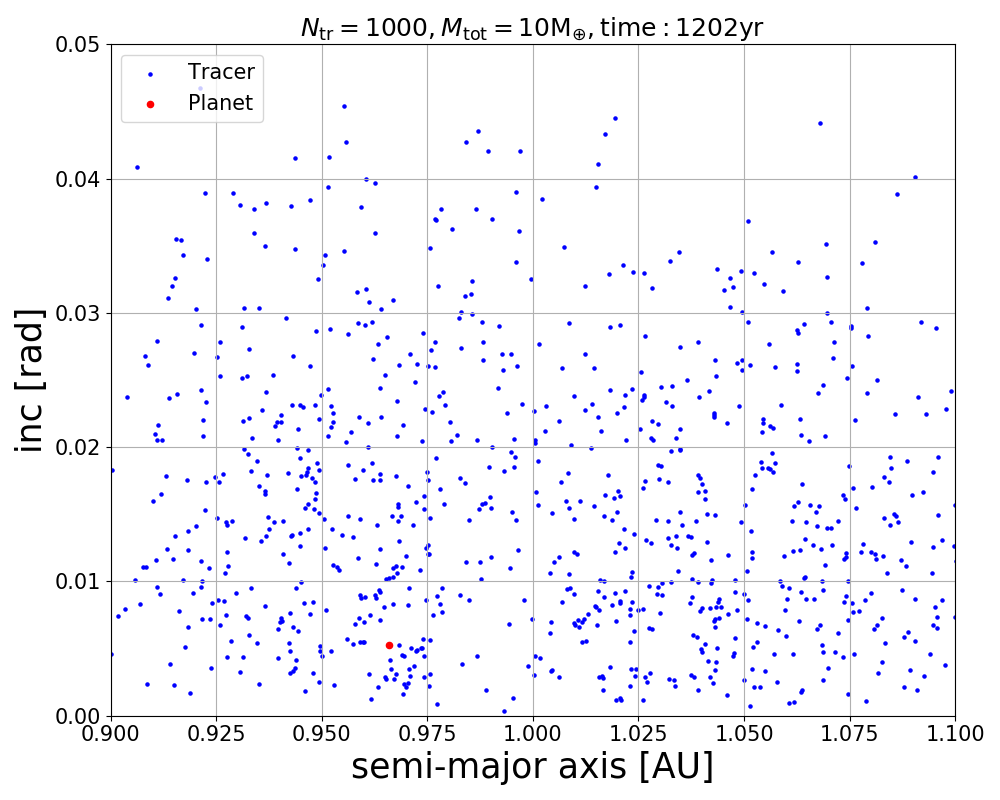 N_tr = 1000, M_tot = 10M_⊕, time : 1202yr
0.05
Tracer
Planet
0.04
0.03
0.02
0.01
0.00
inc [rad]
0.900 0.925 0.950 0.975 1.000 1.025 1.050 1.075 1.100
semi-major axis [AU]